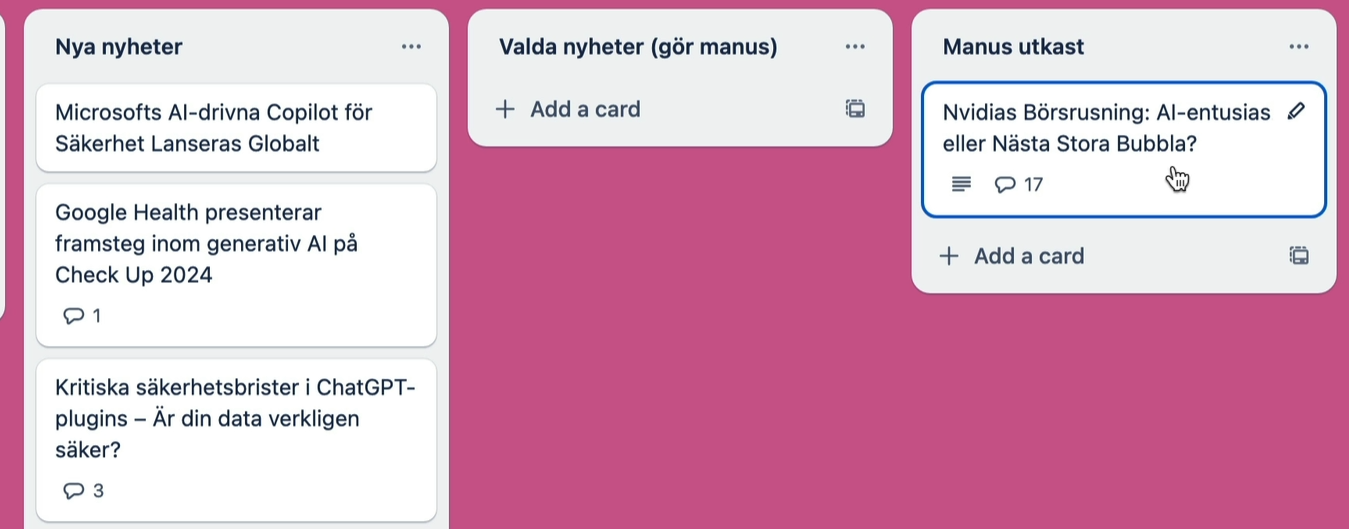 Nya nyheter
Microsofts AI-drivna Copilot för
Säkerhet Lanseras Globalt
Google Health presenterar
framsteg inom generativ AI på
Check Up 2024
1
Kritiska säkerhetsbrister i ChatGPT-
plugins – Är din data verkligen
säker?
3
Valda nyheter (gör manus)
+ Add a card
Manus utkast
Nvidias Börsrusning: AI-entusias
eller Nästa Stora Bubbla?
17
+ Add a card